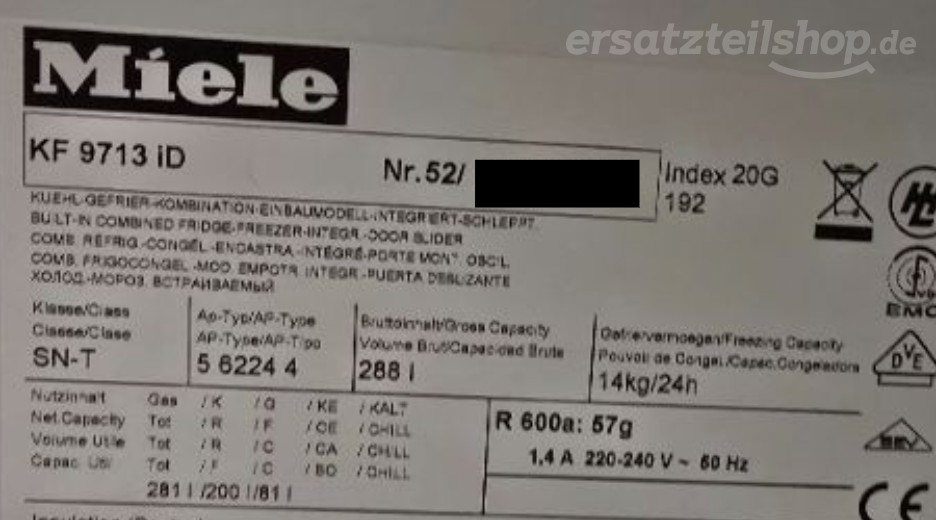 ersatzteilshop.de
Miele
KF 9713 iD Nr.52/ Index 20G
192
KUEHL-GEFRIER-KOMBINATION-EINBAUMODELL-INTEGRIERT-SCHLEPPT.
BUILT-IN COMBINED FRIDGE-FREEZER-INTEGR.-DOOR SLIDER
COMB. REFRIG.-CONGÉL.-ENCASTRA.-INTÉGRÉ-PORTE MONT. OSCIL.
COMB. FRIGOCONGEL.-MOD. EMPOTR. INTEGR.-PUERTA DESLIZANTE
ХОЛОД.-МОРОЗ. ВСТРАИВАЕМЫЙ
Klasse/Class
Classe/Clase
SN-T
Ap-Typ/AP-Type
AP-Type/AP-Tipo
5 6224 4
Bruttoinhalt/Gross Capacity
Volume Brut/Capacidad Brute
288 l
Gefriervermoegen/Freezing Capacity
Pouvoir de Congel./Capac.Congeladora
14kg/24h
Nutzinhalt Ges /K /G /KE /KALT
Net.Capacity Tot /R /F /CE /CHILL
Volume Utile Tot /R /C /CA /CHILL
Capac. Util Tot /F /C /BO /CHILL
281 l /200 l/81 l
R 600a: 57g
1,4 A 220-240 V ~ 50 Hz
EMC
DVE
CE